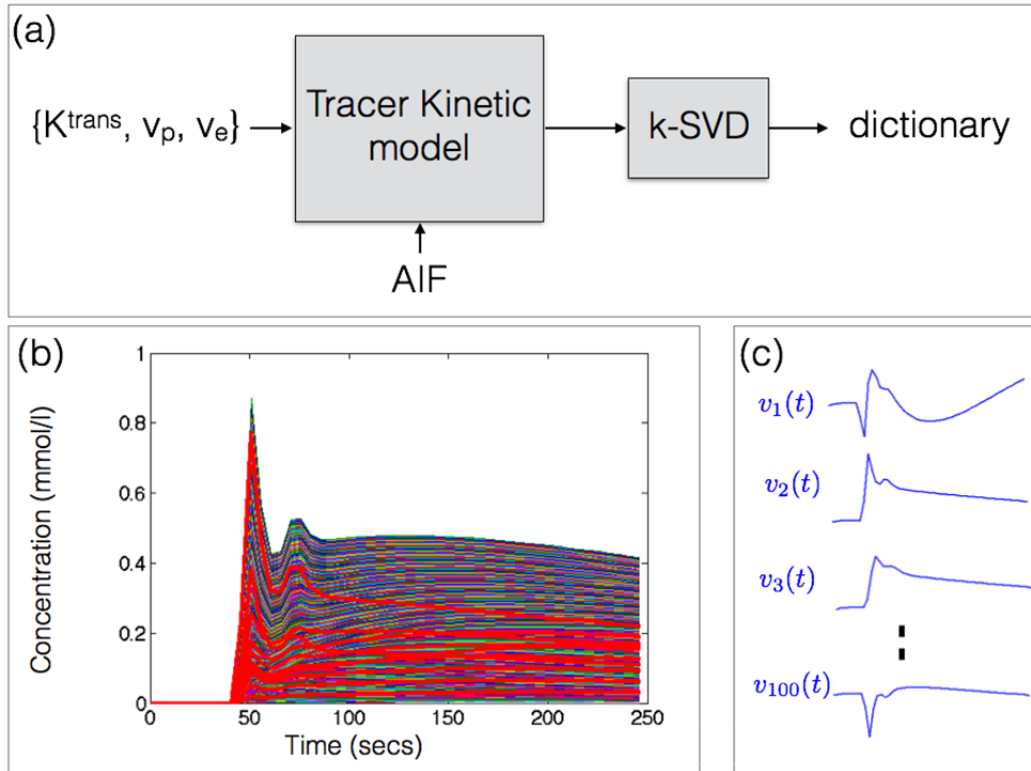 (a)
{K^trans, v_p, v_e}
Tracer Kinetic
model
k-SVD
dictionary
AIF
(b)
Concentration (mmol/l)
1
0.8
0.6
0.4
0.2
0
0 50 100 150 200 250
Time (secs)
(c)
v_1(t)
v_2(t)
v_3(t)
v_100(t)